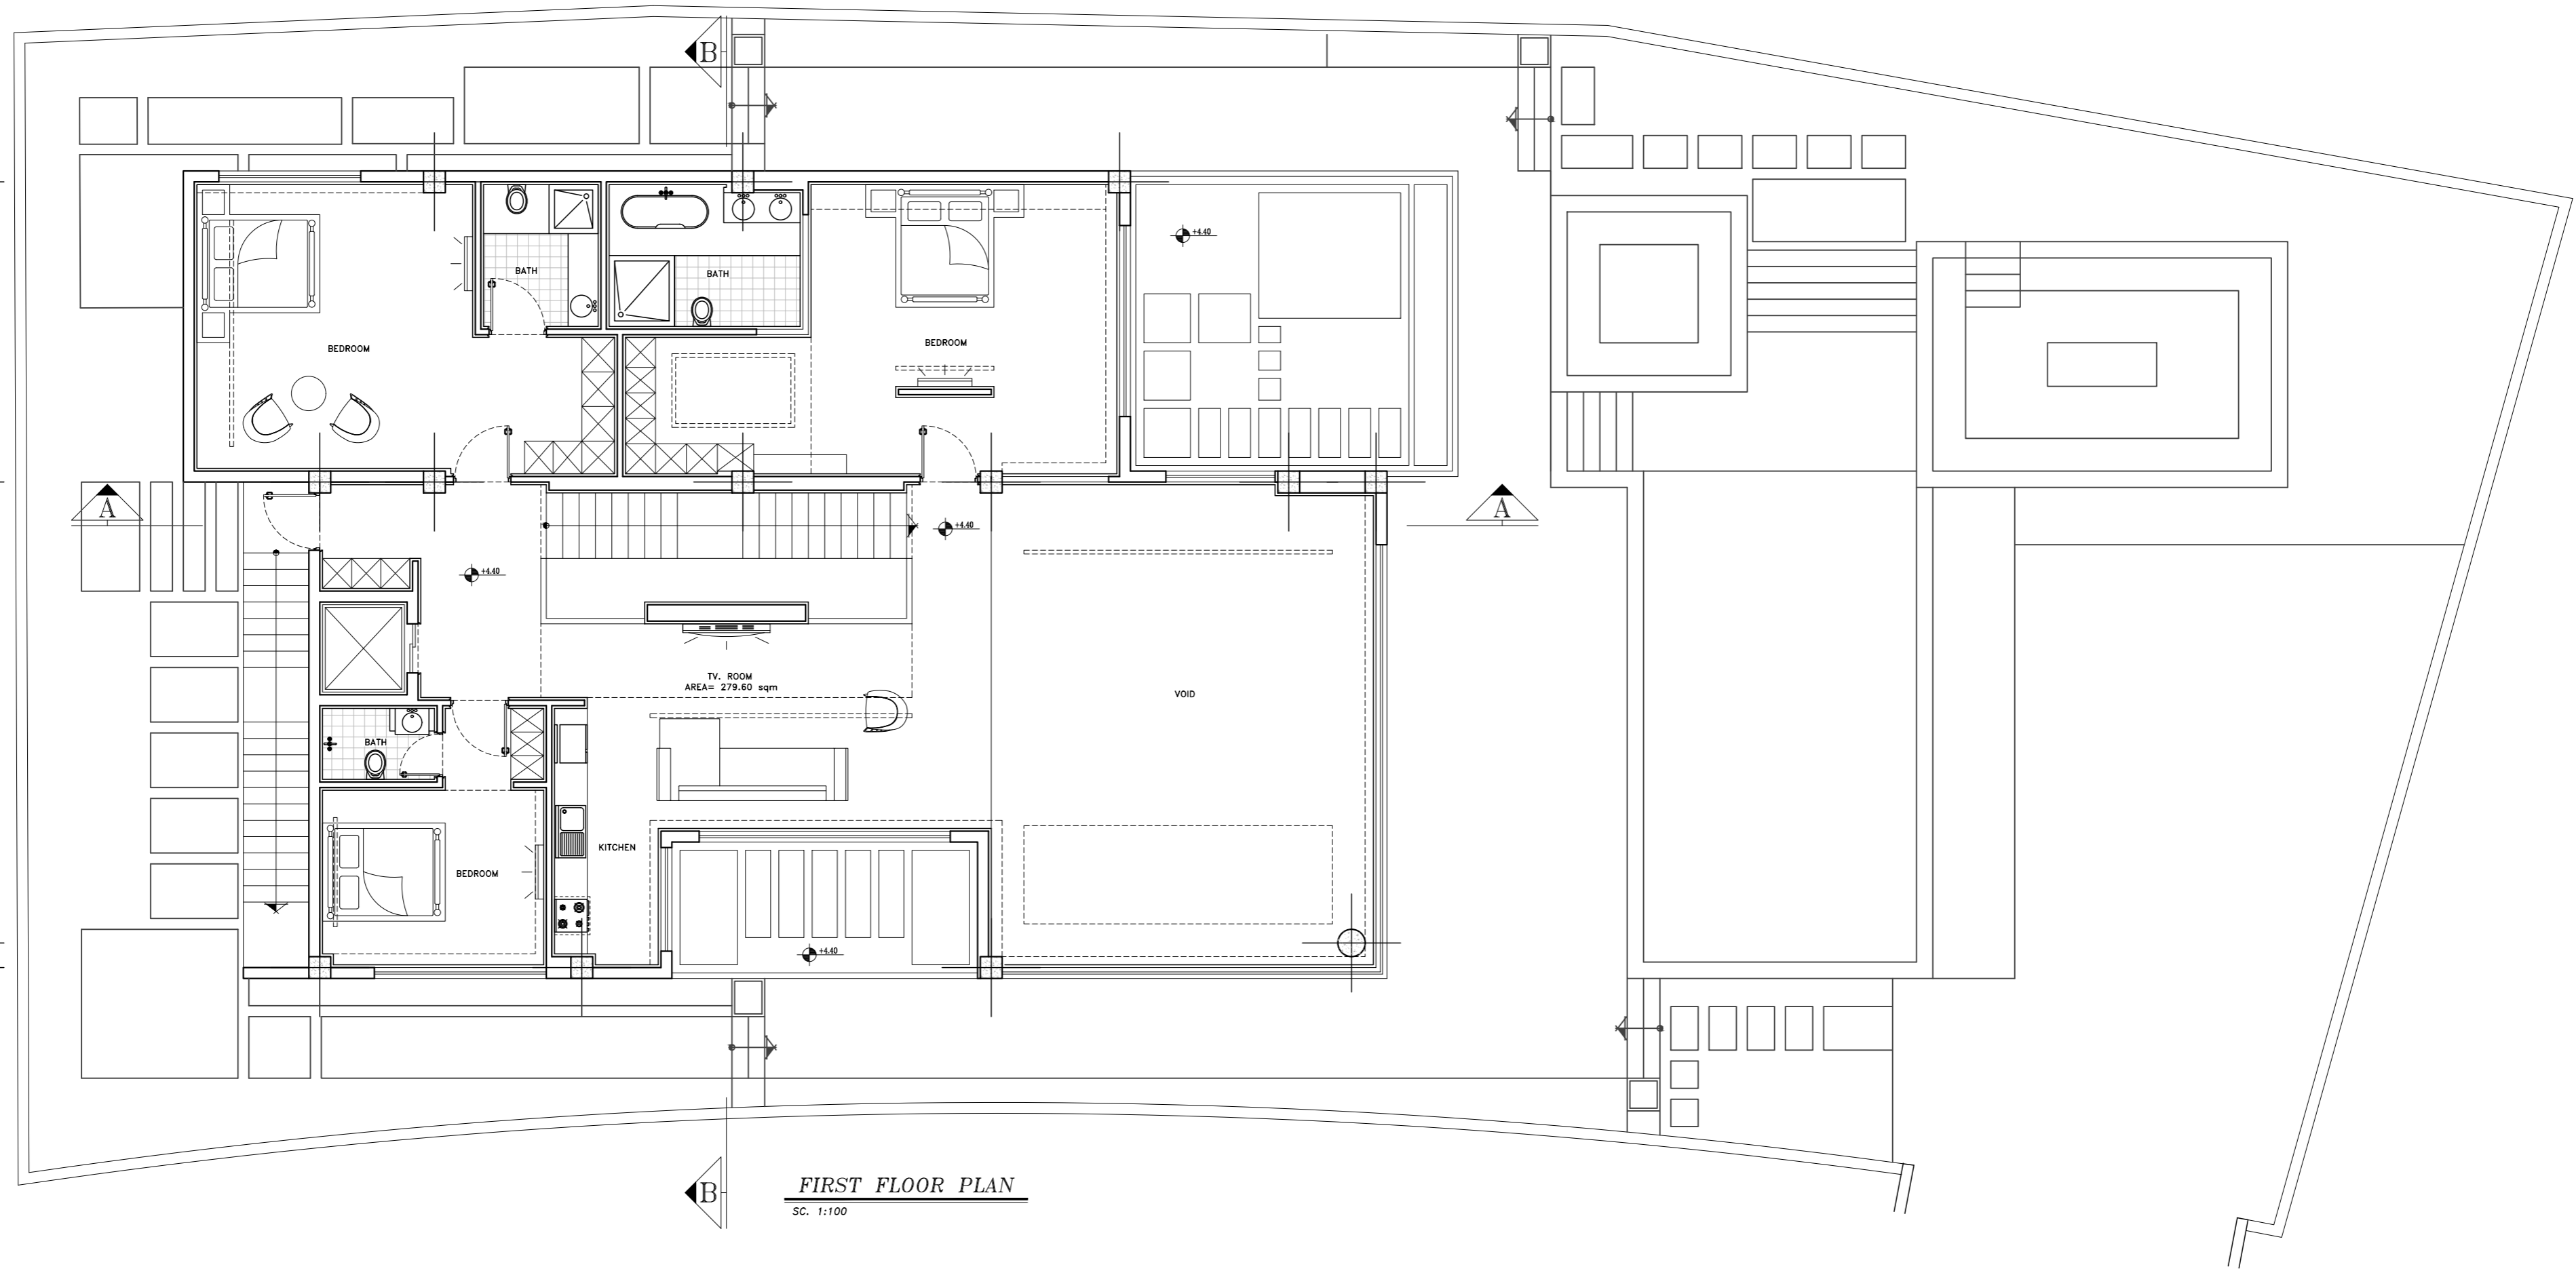 B
+4.40
BATH
BATH
BEDROOM
BEDROOM
A
A
+4.40
+4.40
TV. ROOM
AREA= 279.60 sqm
VOID
BATH
KITCHEN
BEDROOM
+4.40
B
FIRST FLOOR PLAN
SC. 1:100